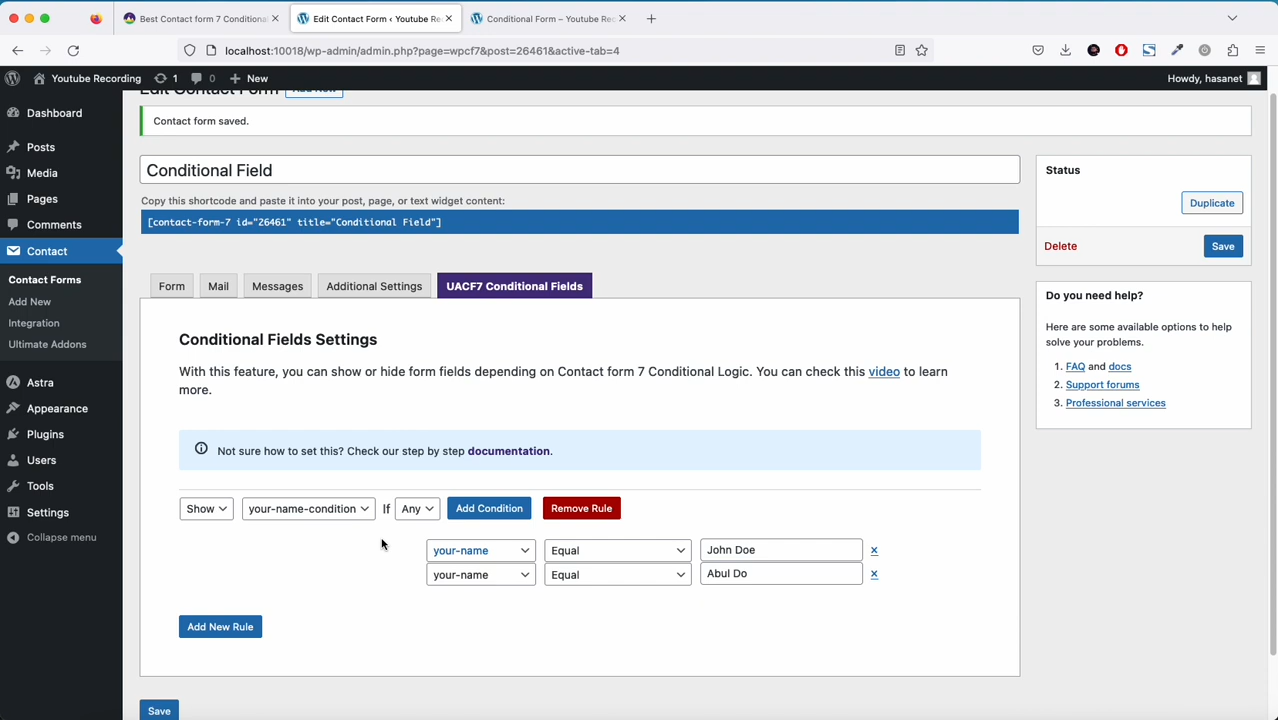 Best Contact form 7 Conditional
Edit Contact Form ‹ Youtube Re
Conditional Form – Youtube Rec
localhost:10018/wp-admin/admin.php?page=wpcf7&post=26461&active-tab=4
Youtube Recording
1
0
New
Howdy, hasanet
Dashboard
Posts
Media
Pages
Comments
Contact
Contact Forms
Add New
Integration
Ultimate Addons
Astra
Appearance
Plugins
Users
Tools
Settings
Collapse menu
Edit Contact Form
Add New
Contact form saved.
Conditional Field
Copy this shortcode and paste it into your post, page, or text widget content:
[contact-form-7 id="26461" title="Conditional Field"]
Form
Mail
Messages
Additional Settings
UACF7 Conditional Fields
Conditional Fields Settings
With this feature, you can show or hide form fields depending on Contact form 7 Conditional Logic. You can check this video to learn
more.
Not sure how to set this? Check our step by step documentation.
Show
your-name-condition
If
Any
Add Condition
Remove Rule
your-name
Equal
John Doe
×
your-name
Equal
Abul Do
×
Add New Rule
Save
Status
Duplicate
Delete
Save
Do you need help?
Here are some available options to help
solve your problems.
1. FAQ and docs
2. Support forums
3. Professional services